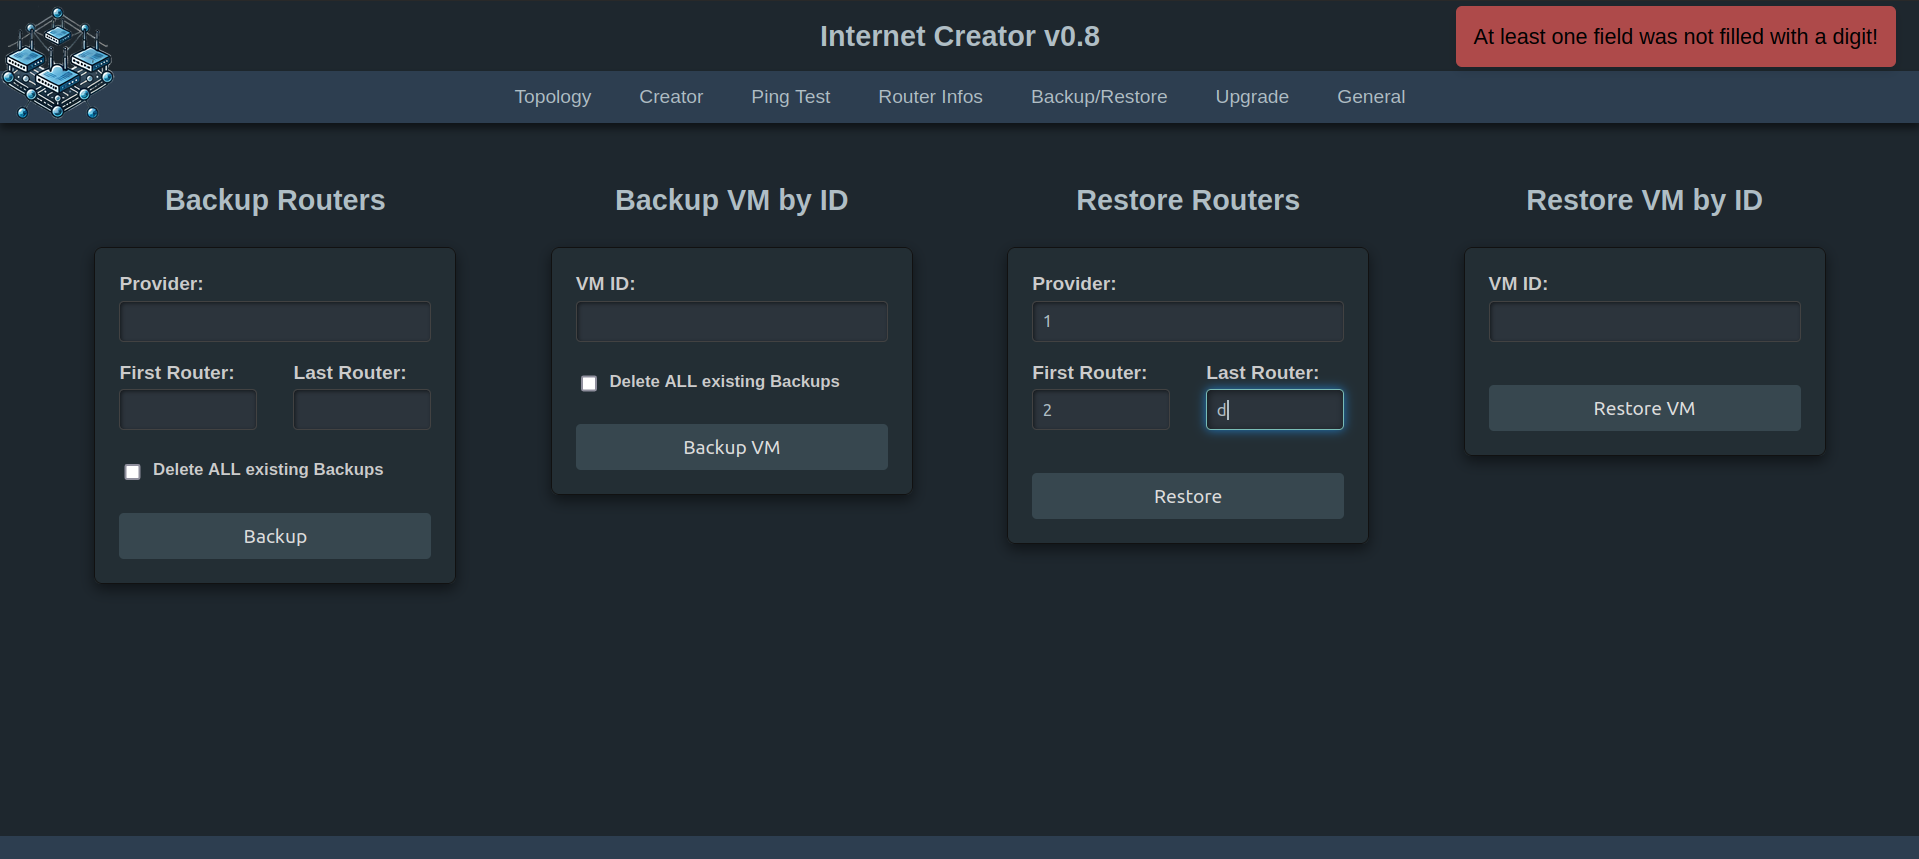 Internet Creator v0.8
At least one field was not filled with a digit!
Topology
Creator
Ping Test
Router Infos
Backup/Restore
Upgrade
General
Backup Routers
Provider:
First Router:
Last Router:
Delete ALL existing Backups
Backup
Backup VM by ID
VM ID:
Delete ALL existing Backups
Backup VM
Restore Routers
Provider:
1
First Router:
2
Last Router:
d
Restore
Restore VM by ID
VM ID:
Restore VM